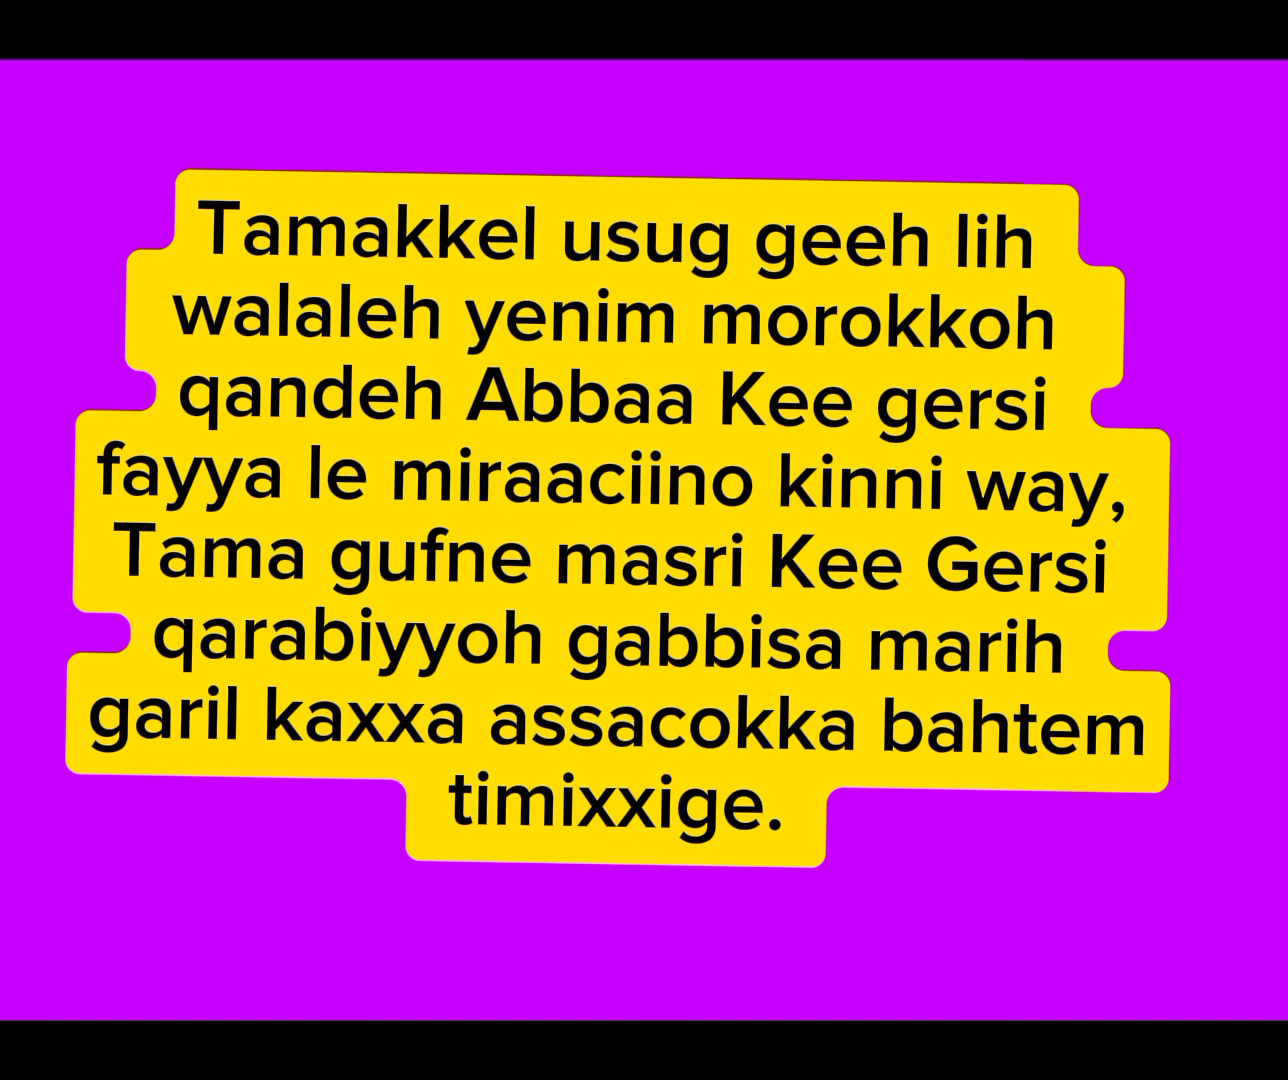 Tamakkel usug geeh lih
walaleh yenim morokkoh
qandeh Abbaa Kee gersi
fayya le miraaciino kinni way,
Tama gufne masri Kee Gersi
qarabiyyoh gabbisa marih
garil kaxxa assacokka bahtem
timixxige.